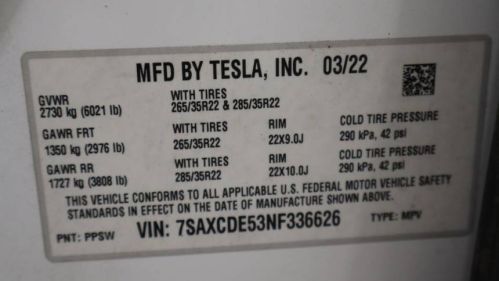 MFD BY TESLA, INC. 03/22
GVWR WITH TIRES
2730 kg (6021 lb) 265/35R22 & 285/35R22
GAWR FRT WITH TIRES RIM COLD TIRE PRESSURE
1350 kg (2976 lb) 265/35R22 22X9.0J 290 kPa, 42 psi
GAWR RR WITH TIRES RIM COLD TIRE PRESSURE
1727 kg (3808 lb) 285/35R22 22X10.0J 290 kPa, 42 psi
THIS VEHICLE CONFORMS TO ALL APPLICABLE U.S. FEDERAL MOTOR VEHICLE SAFETY
STANDARDS IN EFFECT ON THE DATE OF MANUFACTURE SHOWN ABOVE.
PNT: PPSW VIN: 7SAXCDE53NF336626 TYPE: MPV